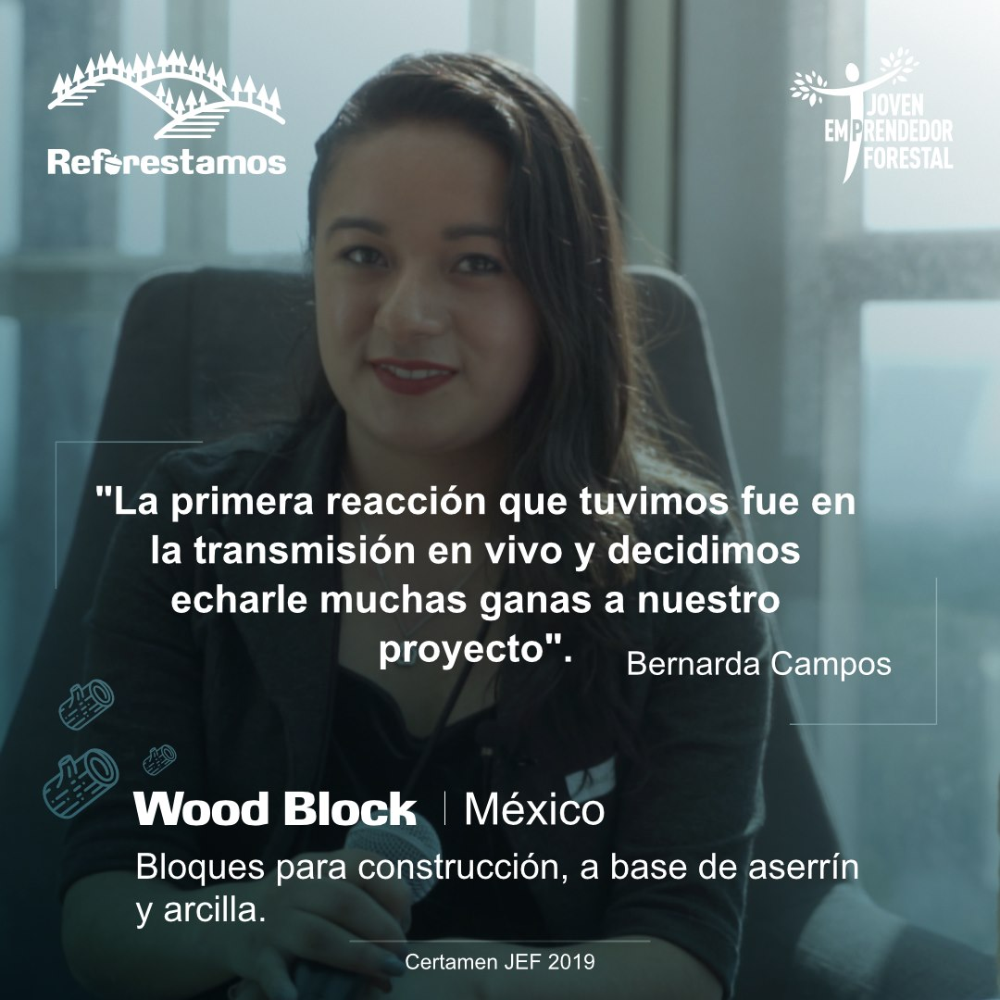 Reforestamos
JOVEN
EMPRENDEDOR
FORESTAL
"La primera reacción que tuvimos fue en
la transmisión en vivo y decidimos
echarle muchas ganas a nuestro
proyecto".
Bernarda Campos
Wood Block | México
Bloques para construcción, a base de aserrín
y arcilla.
Certamen JEF 2019